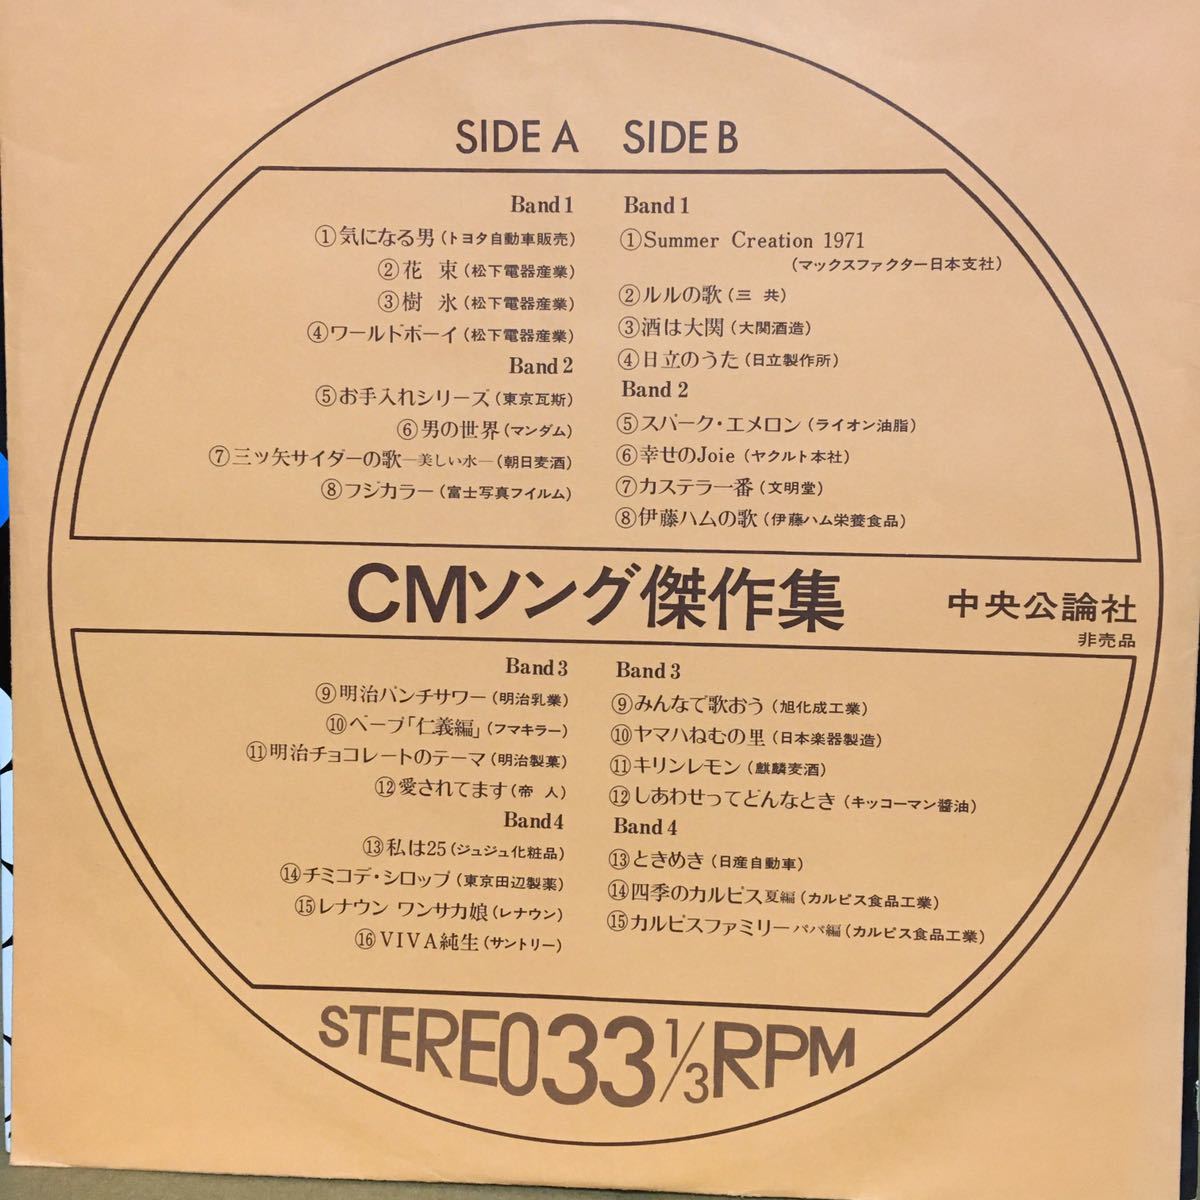 SIDE A
Band 1
①気になる男(トヨタ自動車販売)
②花 束(松下電器産業)
③樹 氷(松下電器産業)
④ワールドボーイ(松下電器産業)
Band 2
⑤お手入れシリーズ(東京瓦斯)
⑥男の世界(マンダム)
⑦三ツ矢サイダーの歌—美しい水—(朝日麦酒)
⑧フジカラー(富士写真フイルム)
SIDE B
Band 1
①Summer Creation 1971
(マックスファクター日本支社)
②ルルの歌(三 共)
③酒は大関(大関酒造)
④日立のうた(日立製作所)
Band 2
⑤スパーク・エメロン(ライオン油脂)
⑥幸せのJoie(ヤクルト本社)
⑦カステラ一番(文明堂)
⑧伊藤ハムの歌(伊藤ハム栄養食品)
CMソング傑作集
中央公論社
非売品
Band 3
⑨明治パンチサワー(明治乳業)
⑩ベープ「仁義編」(フマキラー)
⑪明治チョコレートのテーマ(明治製菓)
⑫愛されてます(帝 人)
Band 4
⑬私は25(ジュジュ化粧品)
⑭チミコデ・シロップ(東京田辺製薬)
⑮レナウン ワンサカ娘(レナウン)
⑯VIVA純生(サントリー)
Band 3
⑨みんなで歌おう(旭化成工業)
⑩ヤマハねむの里(日本楽器製造)
⑪キリンレモン(麒麟麦酒)
⑫しあわせってどんなとき(キッコーマン醬油)
Band 4
⑬ときめき(日産自動車)
⑭四季のカルピス夏編(カルピス食品工業)
⑮カルピスファミリーパパ編(カルピス食品工業)
STEREO 33 1/3 RPM